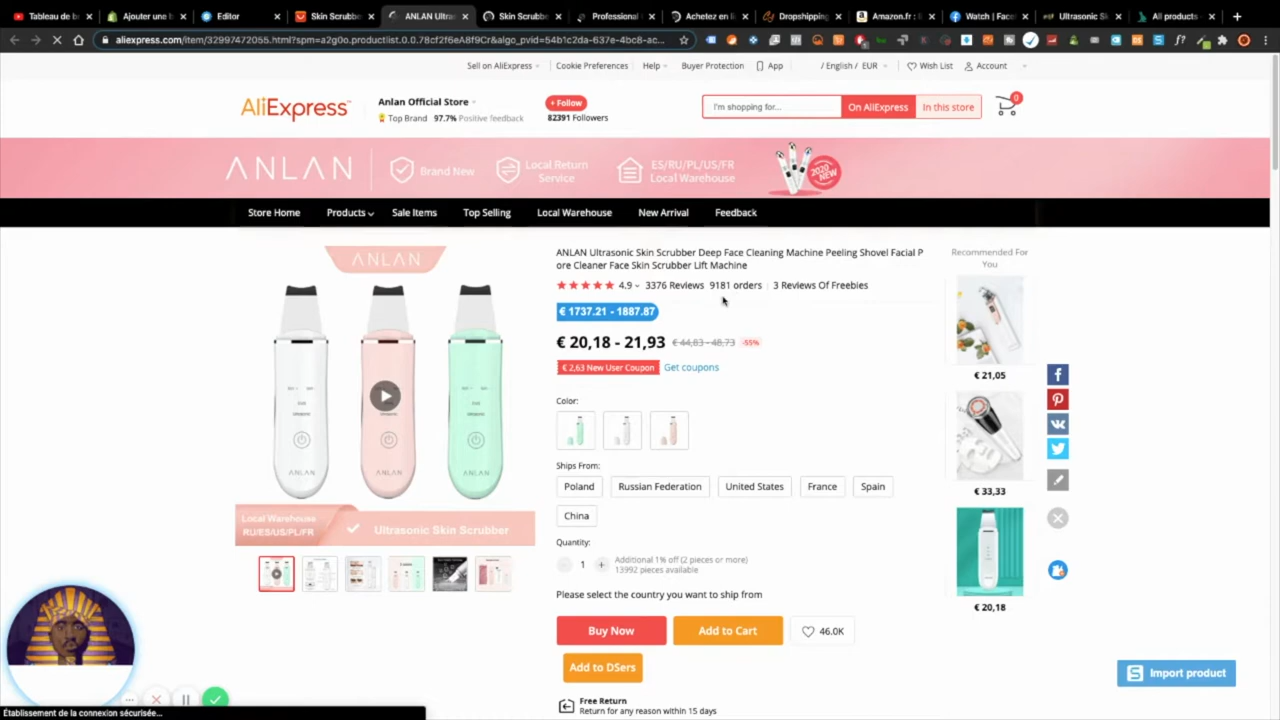 Tableau de b
Ajouter une b
Editor
Skin Scrubbe
ANLAN Ultra
Skin Scrubbe
Professional
Achetez en li
Dropshipping
Amazon.fr :
Watch | Face
Ultrasonic Sk
All products
aliexpress.com/item/32997472055.html?spm=a2g0o.productlist.0.0.78cf2f6eA8f9Cr&algo_pvid=54b1c2da-637e-4bc8-ac...
Sell on AliExpress
Cookie Preferences
Help
Buyer Protection
App
/ English / EUR
Wish List
Account
AliExpress
Anlan Official Store
Top Brand 97.7% Positive feedback
+ Follow
82391 Followers
I'm shopping for...
On AliExpress
In this store
0
ANLAN
Brand New
Local Return
Service
ES/RU/PL/US/FR
Local Warehouse
2020
NEW
Store Home
Products
Sale Items
Top Selling
Local Warehouse
New Arrival
Feedback
ANLAN
ANLAN
ANLAN
ANLAN
Local Warehouse
RU/ES/US/PL/FR
Ultrasonic Skin Scrubber
ANLAN Ultrasonic Skin Scrubber Deep Face Cleaning Machine Peeling Shovel Facial P
ore Cleaner Face Skin Scrubber Lift Machine
4.9 3376 Reviews 9181 orders 3 Reviews Of Freebies
€ 1737.21 - 1887.87
€ 20,18 - 21,93 € 44,83 - 48,73 -55%
€ 2,63 New User Coupon Get coupons
Color:
Ships From:
Poland
Russian Federation
United States
France
Spain
China
Quantity:
1
Additional 1% off (2 pieces or more)
13992 pieces available
Please select the country you want to ship from
Buy Now
Add to Cart
46.0K
Add to DSers
Free Return
Return for any reason within 15 days
Recommended For
You
€ 21,05
€ 33,33
€ 20,18
Import product
Établissement de la connexion sécurisée...